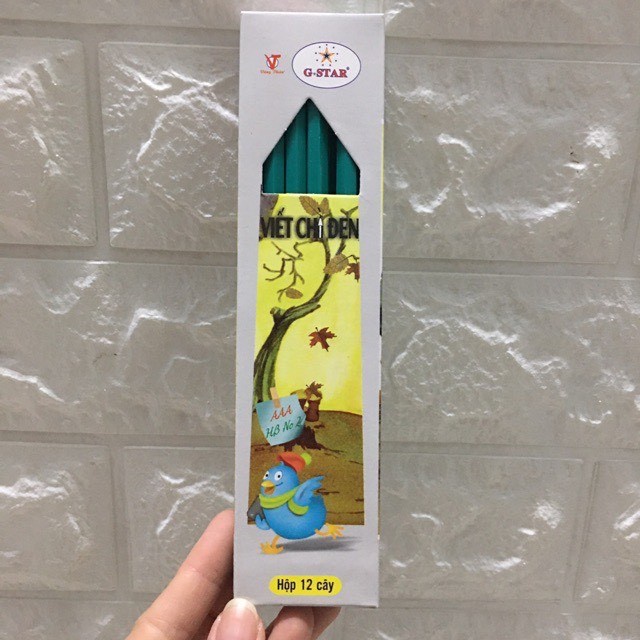 G-STAR
VIẾT CHÌ ĐEN
AAA
HB No.2
Hộp 12 cây